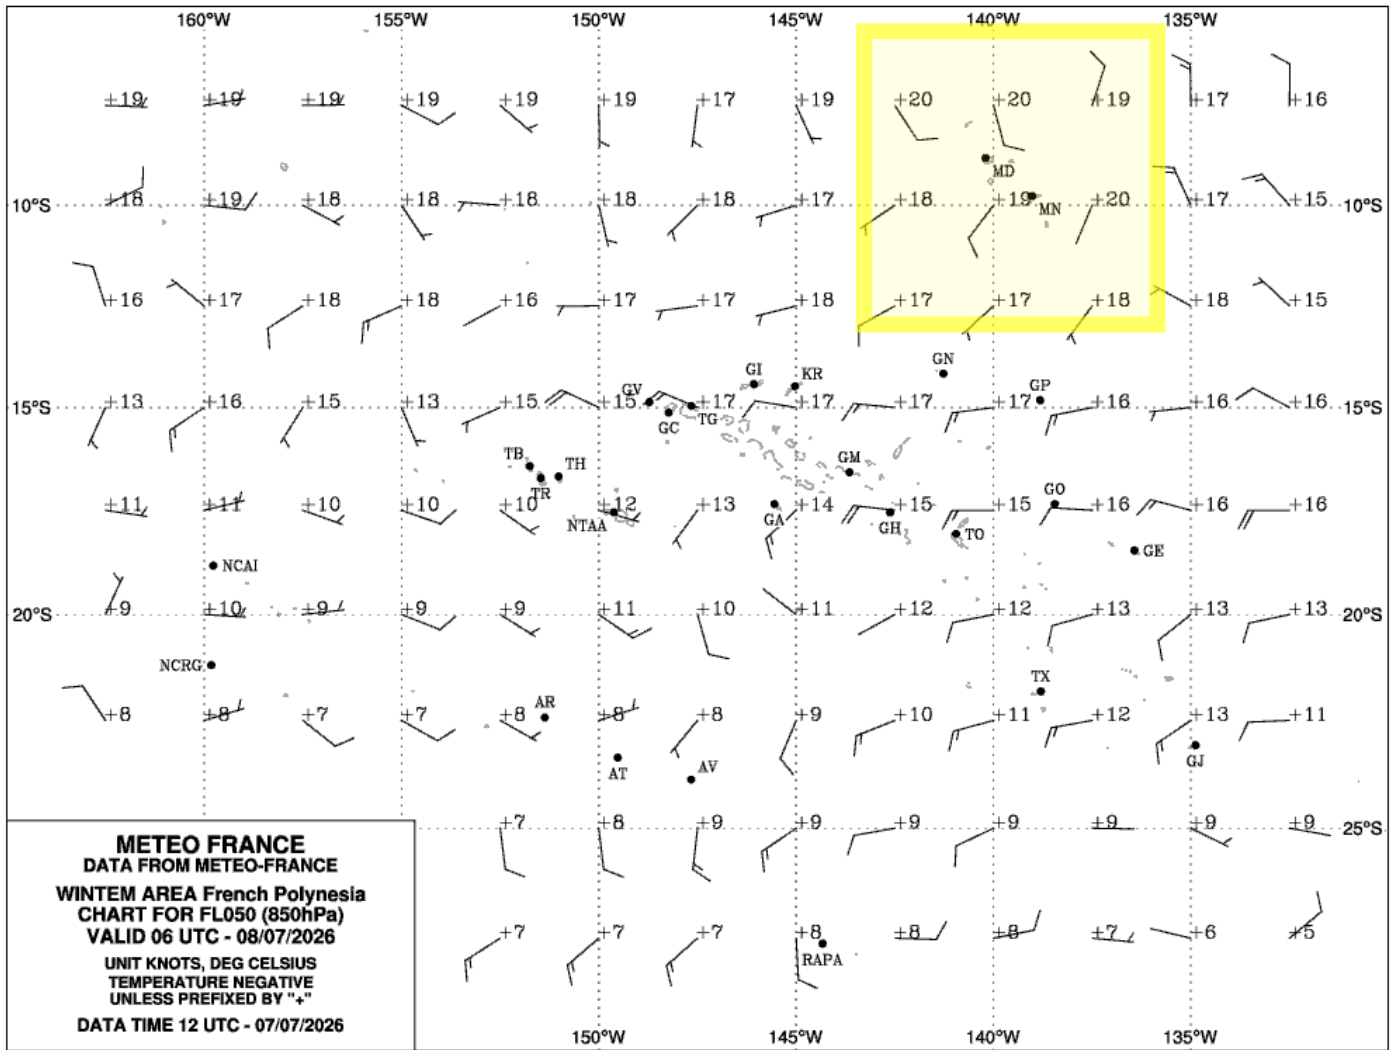 160°W 155°W 150°W 145°W 140°W 135°W
+19 +19 +19 +19 +19 +19 +17 +19 +20 +20 +19 +17 +16
MD
10°S +18 +19 +18 +18 +18 +18 +18 +17 +18 +19 +20 +17 +15 10°S
MN
+16 +17 +18 +18 +16 +17 +17 +18 +17 +17 +18 +18 +15
GN
GI KR
GV GP
15°S +13 +16 +15 +13 +15 +15 +17 +17 +17 +17 +16 +16 +16 15°S
GC TG
TB TH GM
TR GO
+11 +11 +10 +10 +10 +12 +13 +14 +15 +15 +16 +16 +16
NTAA GA GH TO
GE
NCAI
20°S +9 +10 +9 +9 +9 +11 +10 +11 +12 +12 +13 +13 +13 20°S
NCRG
TX
AR
+8 +8 +7 +7 +8 +8 +8 +9 +10 +11 +12 +13 +11
GJ
AT AV
+7 +8 +9 +9 +9 +9 +9 +9 +9 25°S
METEO FRANCE
DATA FROM METEO-FRANCE
WINTEM AREA French Polynesia
CHART FOR FL050 (850hPa)
VALID 06 UTC - 08/07/2026
UNIT KNOTS, DEG CELSIUS
TEMPERATURE NEGATIVE
UNLESS PREFIXED BY "+"
DATA TIME 12 UTC - 07/07/2026
+7 +7 +7 +8 +8 +8 +7 +6 +5
RAPA
150°W 145°W 140°W 135°W